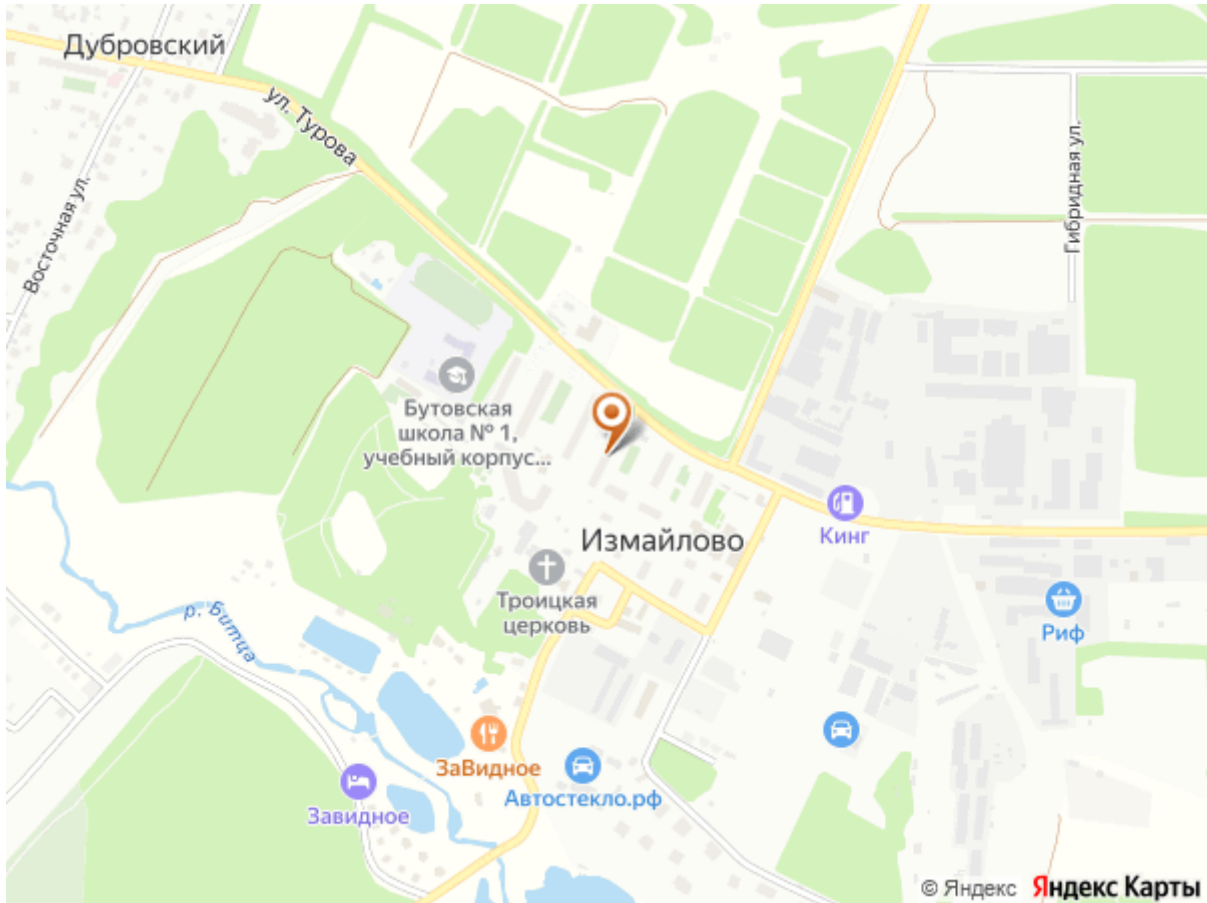 Дубровский
ул. Турова
Восточная ул.
Гибридная ул.
Бутовская
школа № 1,
учебный корпус...
Кинг
Измайлово
Троицкая
церковь
р. Битца
Риф
ЗаВидное
Автостекло.рф
Завидное
© Яндекс Яндекс Карты